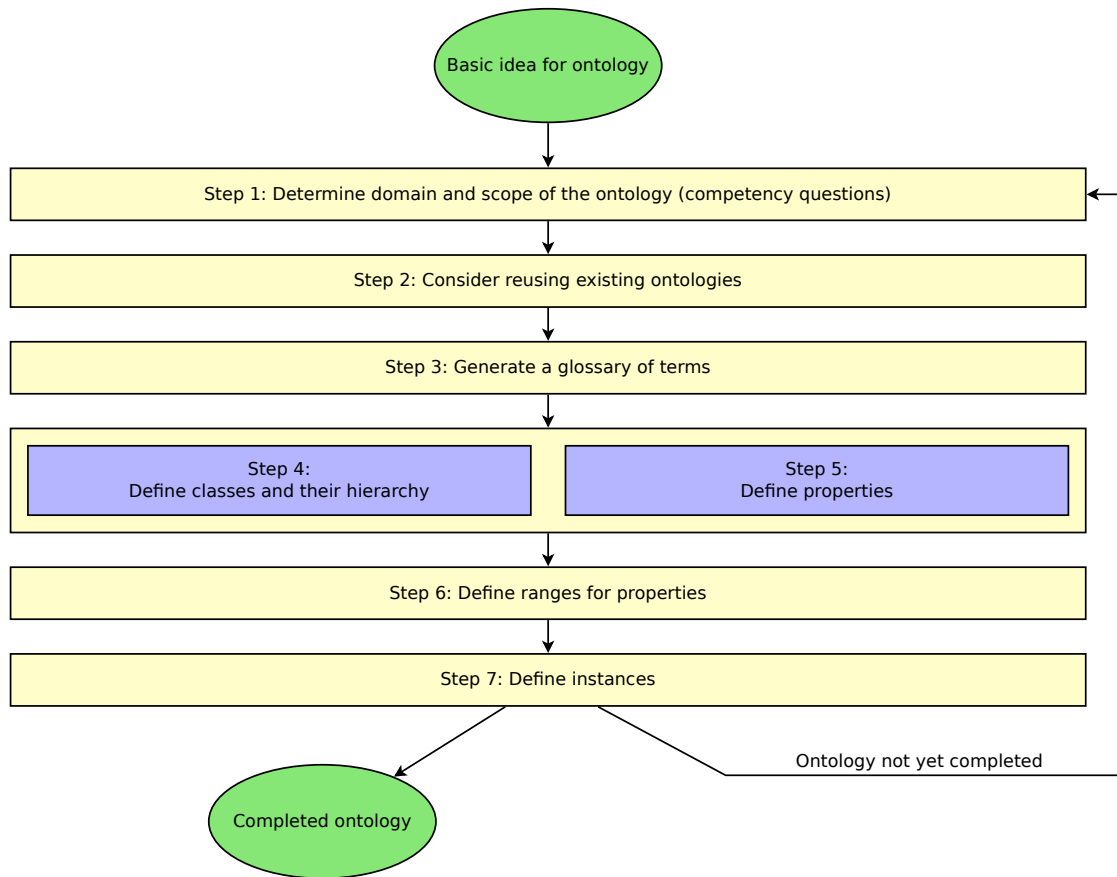 Basic idea for ontology
Step 1: Determine domain and scope of the ontology (competency questions)
Step 2: Consider reusing existing ontologies
Step 3: Generate a glossary of terms
Step 4:
Define classes and their hierarchy
Step 5:
Define properties
Step 6: Define ranges for properties
Step 7: Define instances
Ontology not yet completed
Completed ontology